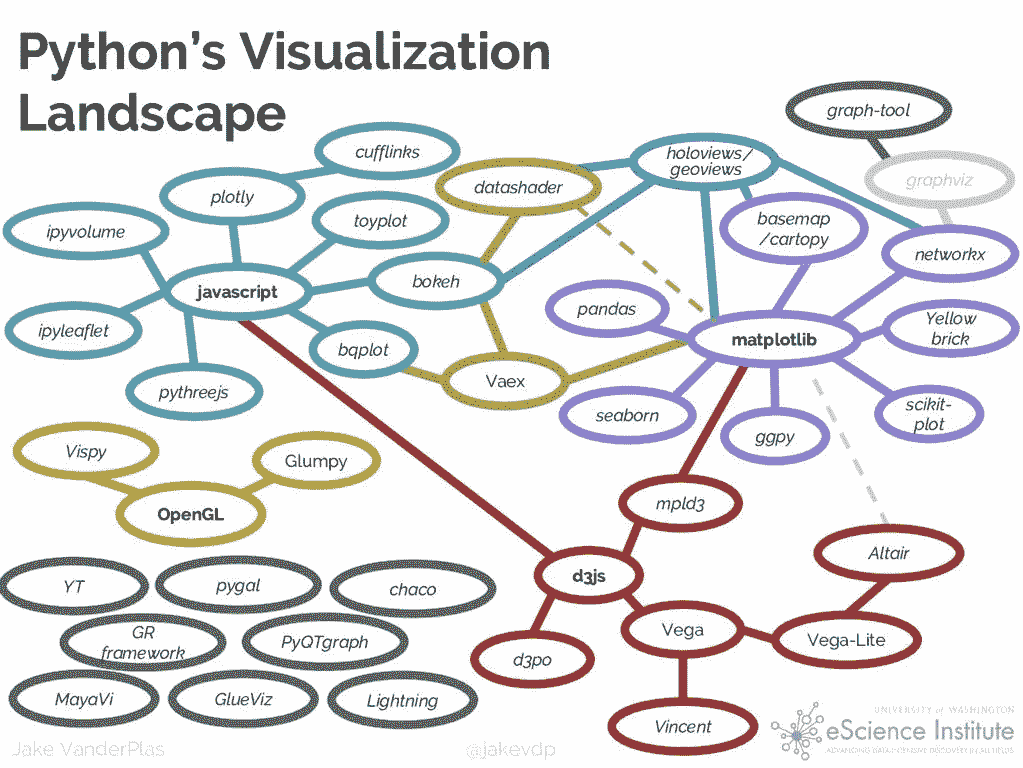 Python's Visualization
Landscape
graph-tool
cufflinks
holoviews/
geoviews
datashader
graphviz
plotly
toyplot
basemap
/cartopy
ipyvolume
networkx
bokeh
javascript
pandas
ipyleaflet
Yellow
brick
matplotlib
bqplot
Vaex
pythreejs
seaborn
scikit-
plot
ggpy
Vispy
Glumpy
OpenGL
mpld3
Altair
d3js
YT
pygal
chaco
GR
framework
PyQTgraph
Vega
Vega-Lite
d3po
MayaVi
GlueViz
Lightning
Vincent
Jake VanderPlas
@jakevdp
UNIVERSITY of WASHINGTON
eScience Institute
ADVANCING DATA-INTENSIVE DISCOVERY IN ALL FIELDS